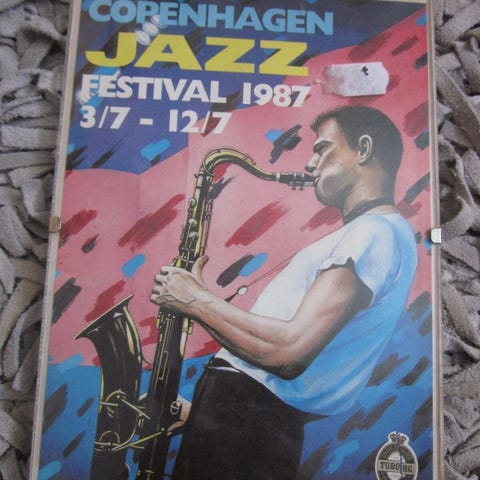 COPENHAGEN
JAZZ
FESTIVAL 1987
3/7 - 12/7
TUBORG